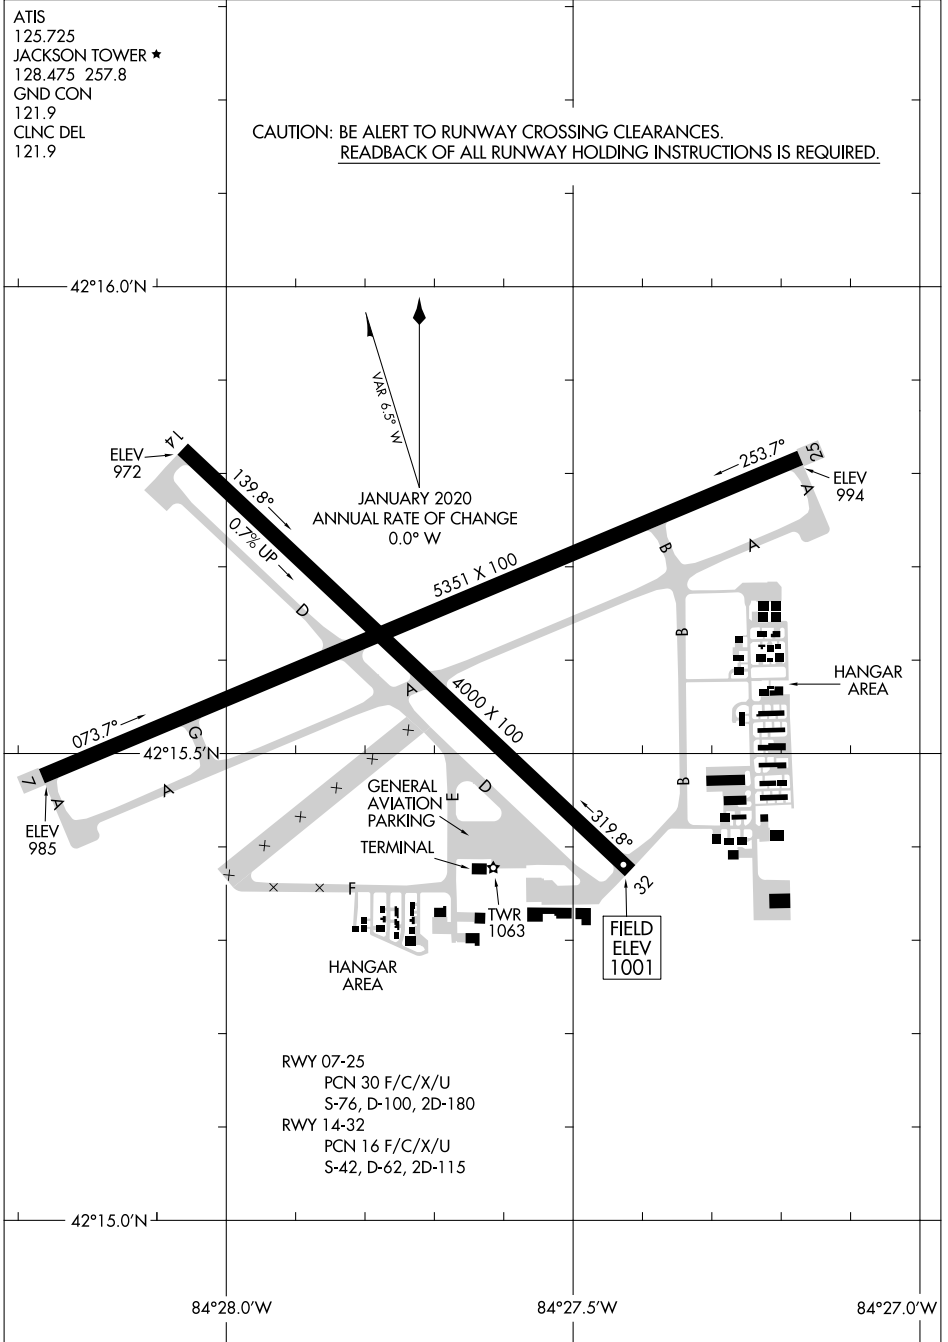 ATIS
125.725
JACKSON TOWER ★
128.475 257.8
GND CON
121.9
CLNC DEL
121.9
CAUTION: BE ALERT TO RUNWAY CROSSING CLEARANCES.
READBACK OF ALL RUNWAY HOLDING INSTRUCTIONS IS REQUIRED.
42°16.0'N
VAR 6.5° W
JANUARY 2020
ANNUAL RATE OF CHANGE
0.0° W
14
ELEV
972
139.8°
0.7% UP
253.7°
25
ELEV
994
A
A
B
5351 X 100
D
B
HANGAR
AREA
A
4000 X 100
073.7°
G
42°15.5'N
7
A
A
ELEV
985
GENERAL
AVIATION
PARKING
E
D
B
319.8°
TERMINAL
32
F
TWR
1063
FIELD
ELEV
1001
HANGAR
AREA
RWY 07-25
PCN 30 F/C/X/U
S-76, D-100, 2D-180
RWY 14-32
PCN 16 F/C/X/U
S-42, D-62, 2D-115
42°15.0'N
84°28.0'W
84°27.5'W
84°27.0'W